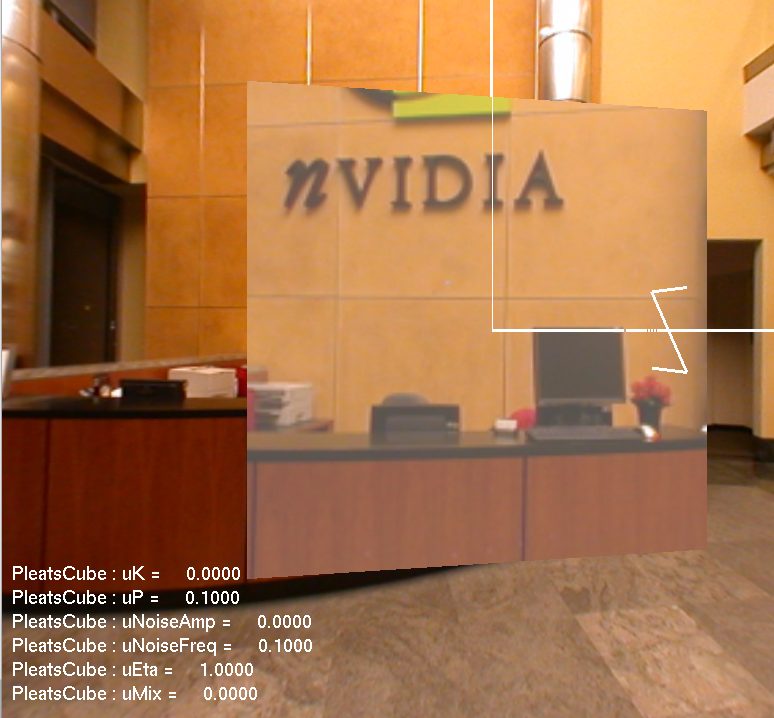 nVIDIA
PleatsCube : uK = 0.0000
PleatsCube : uP = 0.1000
PleatsCube : uNoiseAmp = 0.0000
PleatsCube : uNoiseFreq = 0.1000
PleatsCube : uEta = 1.0000
PleatsCube : uMix = 0.0000